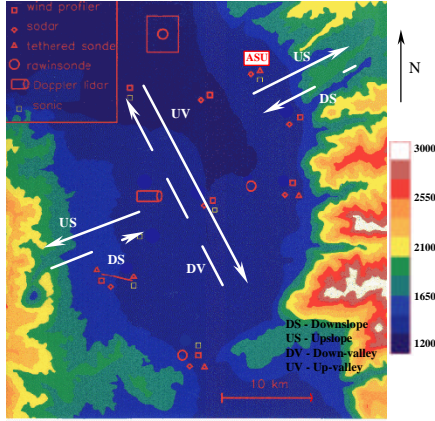 wind profiler
sodar
tethered sonde
rawinsonde
Doppler lidar
sonic
ASU
US
DS
N
UV
3000
2550
2100
1650
1200
US
DS
DV
DS - Downslope
US - Upslope
DV - Down-valley
UV - Up-valley
10 km